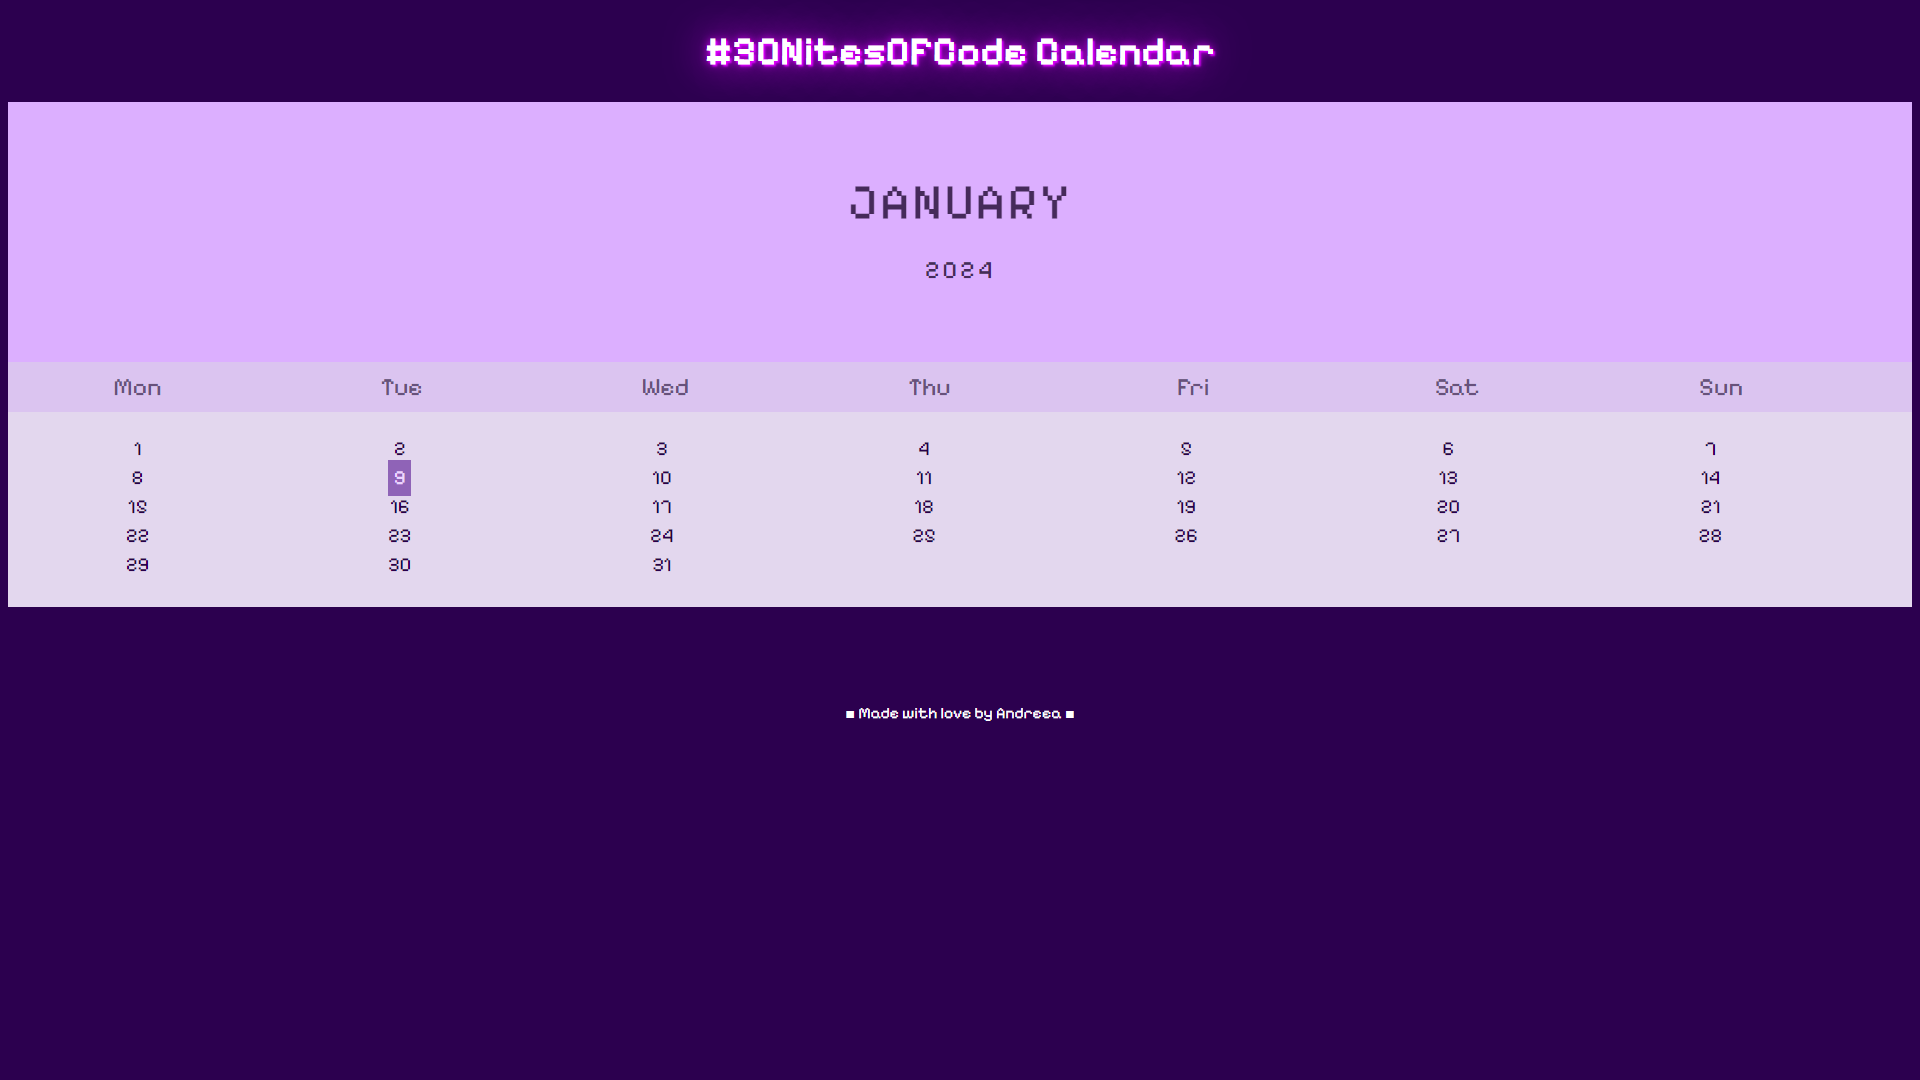 #30NitesOfCode Calendar
JANUARY
2024
Mon Tue Wed Thu Fri Sat Sun
1 2 3 4 5 6 7
8 9 10 11 12 13 14
15 16 17 18 19 20 21
22 23 24 25 26 27 28
29 30 31
■ Made with love by Andreea ■